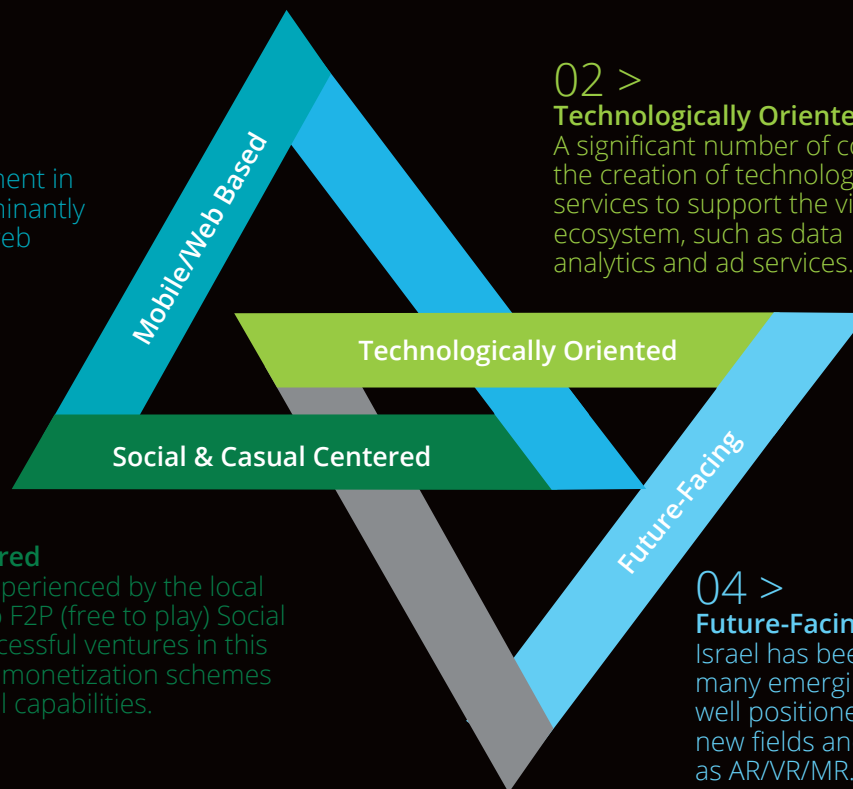 ment in
minantly
eb
Mobile/Web Based
02 >
Technologically Oriente
A significant number of co
the creation of technolog
services to support the vi
ecosystem, such as data
analytics and ad services.
Technologically Oriented
Social & Casual Centered
Future-Facing
red
perienced by the local
F2P (free to play) Social
cessful ventures in this
monetization schemes
l capabilities.
04 >
Future-Facin
Israel has bee
many emergi
well positione
new fields an
as AR/VR/MR.